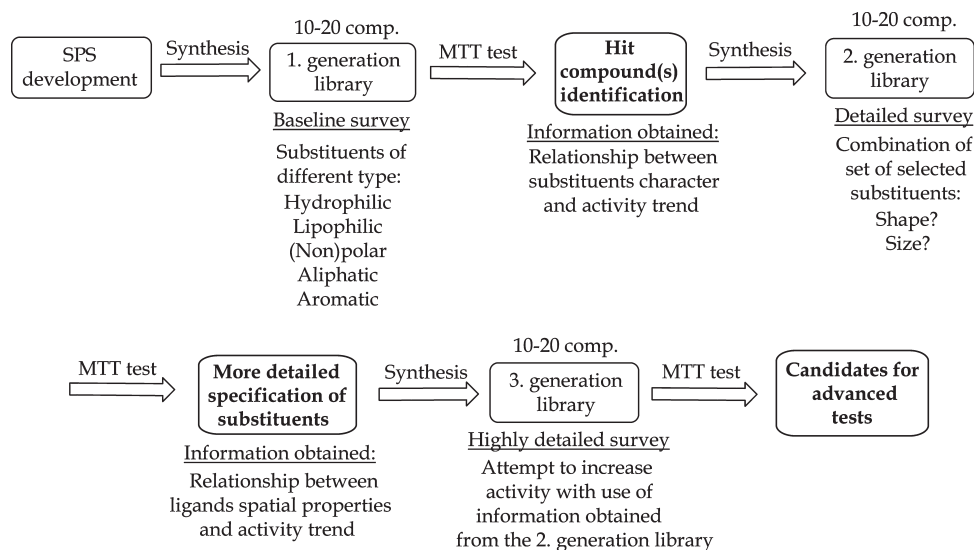 SPS
development
Synthesis
10-20 comp.
1. generation
library
Baseline survey
Substituents of
different type:
Hydrophilic
Lipophilic
(Non)polar
Aliphatic
Aromatic
MTT test
Hit
compound(s)
identification
Information obtained:
Relationship between
substituents character
and activity trend
Synthesis
10-20 comp.
2. generation
library
Detailed survey
Combination of
set of selected
substituents:
Shape?
Size?
MTT test
More detailed
specification of
substituents
Information obtained:
Relationship between
ligands spatial properties
and activity trend
Synthesis
10-20 comp.
3. generation
library
Highly detailed survey
Attempt to increase
activity with use of
information obtained
from the 2. generation library
MTT test
Candidates for
advanced
tests